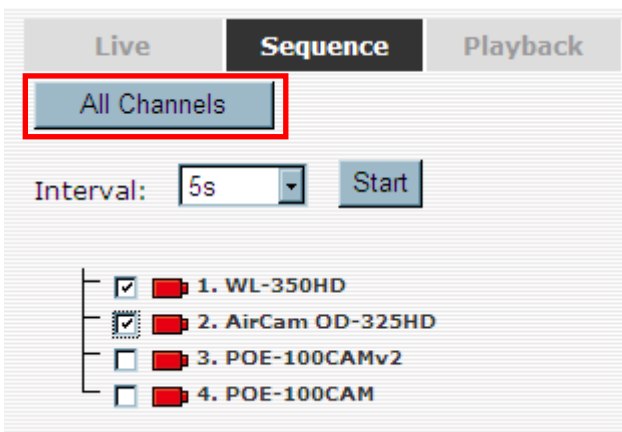 Live Sequence Playback
All Channels
Interval: 5s Start
1. WL-350HD
2. AirCam OD-325HD
3. POE-100CAMv2
4. POE-100CAM